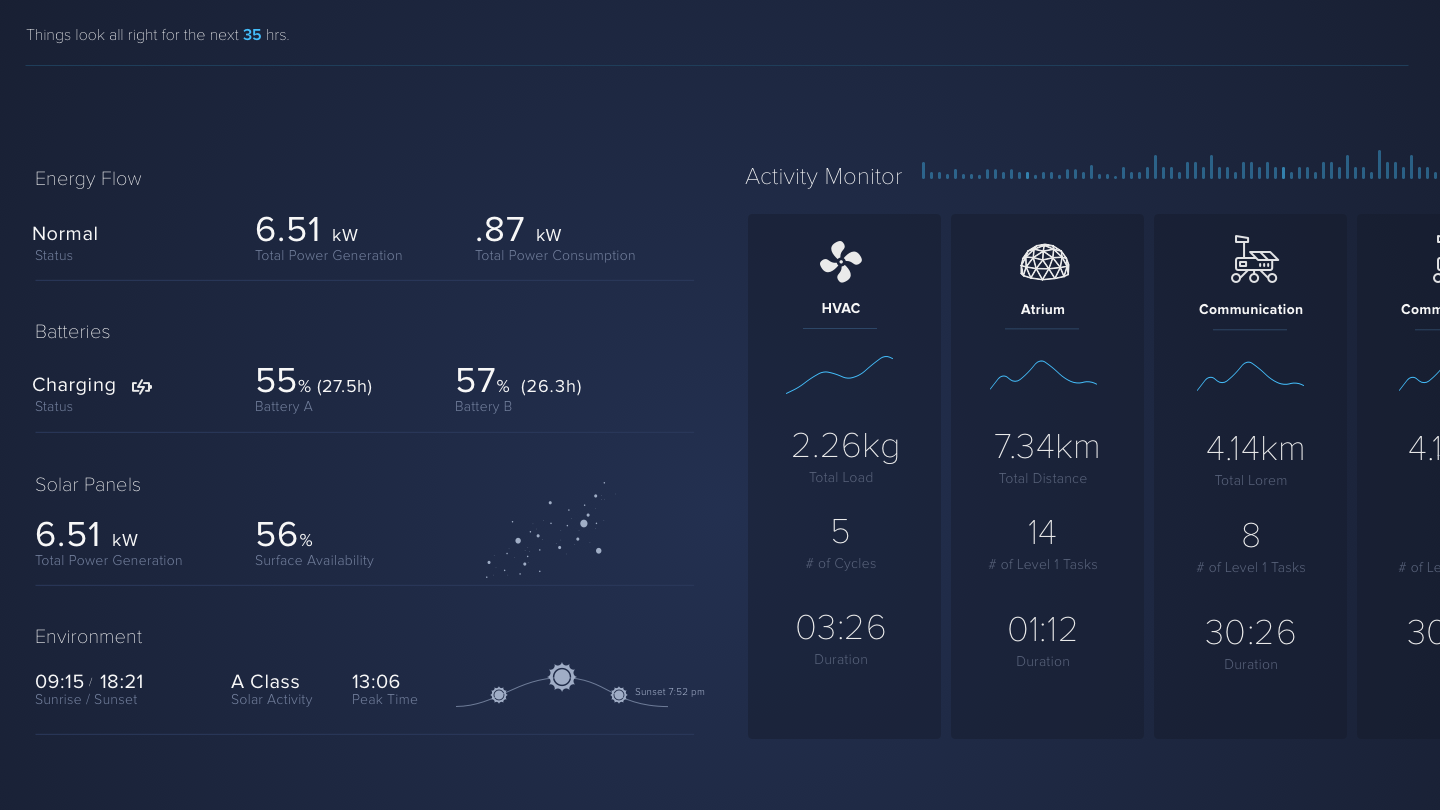 Things look all right for the next 35 hrs.
Energy Flow
Normal
Status
6.51 kW
Total Power Generation
.87 kW
Total Power Consumption
Batteries
Charging
Status
55% (27.5h)
Battery A
57% (26.3h)
Battery B
Solar Panels
6.51 kW
Total Power Generation
56%
Surface Availability
Environment
09:15 / 18:21
Sunrise / Sunset
A Class
Solar Activity
13:06
Peak Time
Sunset 7:52 pm
Activity Monitor
HVAC
2.26kg
Total Load
5
# of Cycles
03:26
Duration
Atrium
7.34km
Total Distance
14
# of Level 1 Tasks
01:12
Duration
Communication
4.14km
Total Lorem
8
# of Level 1 Tasks
30:26
Duration
Comm
4.1
# of Le
30